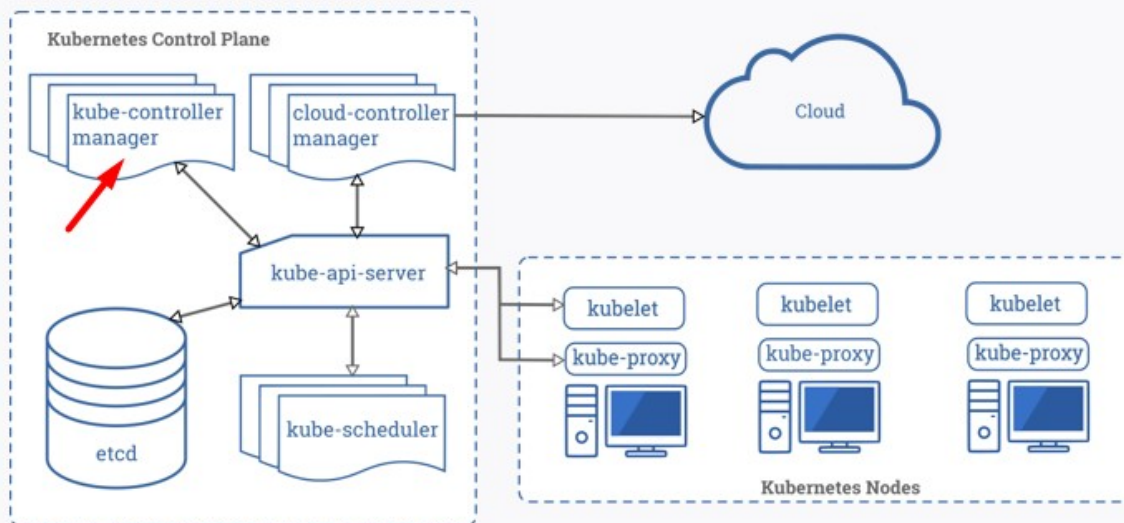 Kubernetes Control Plane
kube-controller
manager
cloud-controller
manager
Cloud
kube-api-server
etcd
kube-scheduler
kubelet
kube-proxy
kubelet
kube-proxy
kubelet
kube-proxy
Kubernetes Nodes